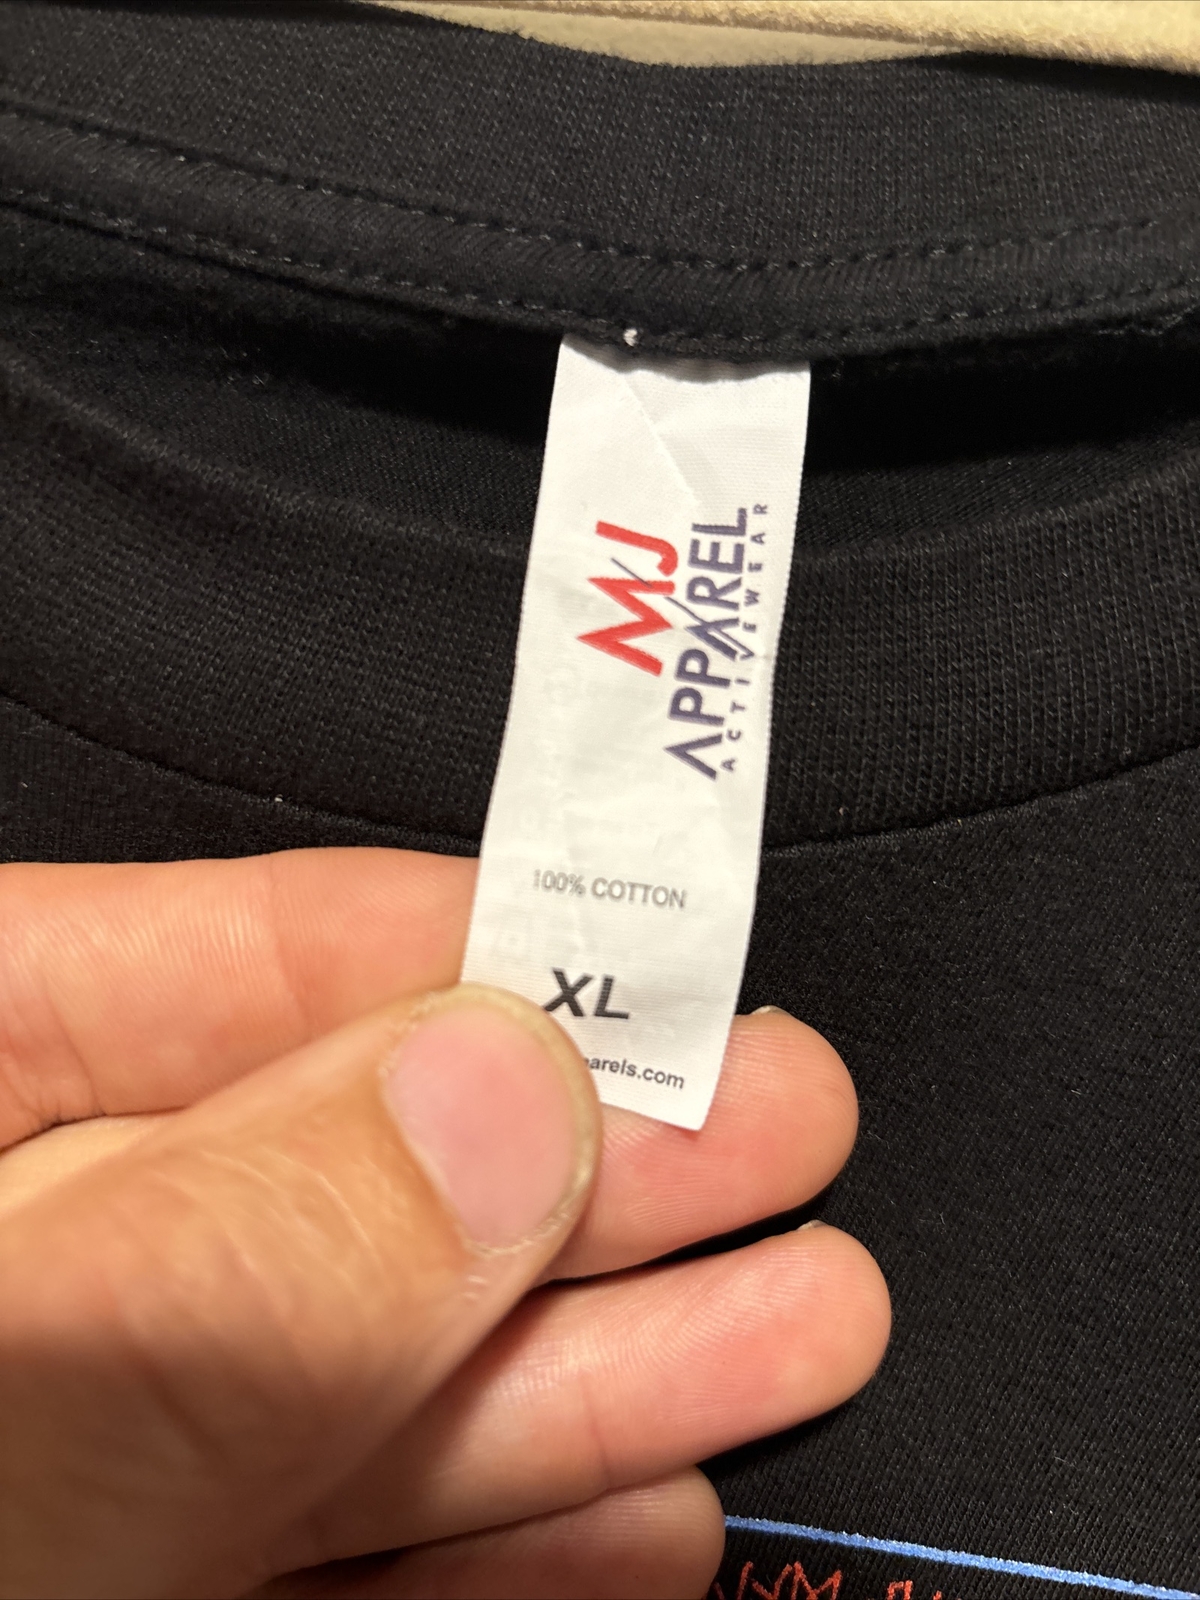 MJ
APPAREL
ACTIVEWEAR
100% COTTON
XL
arels.com